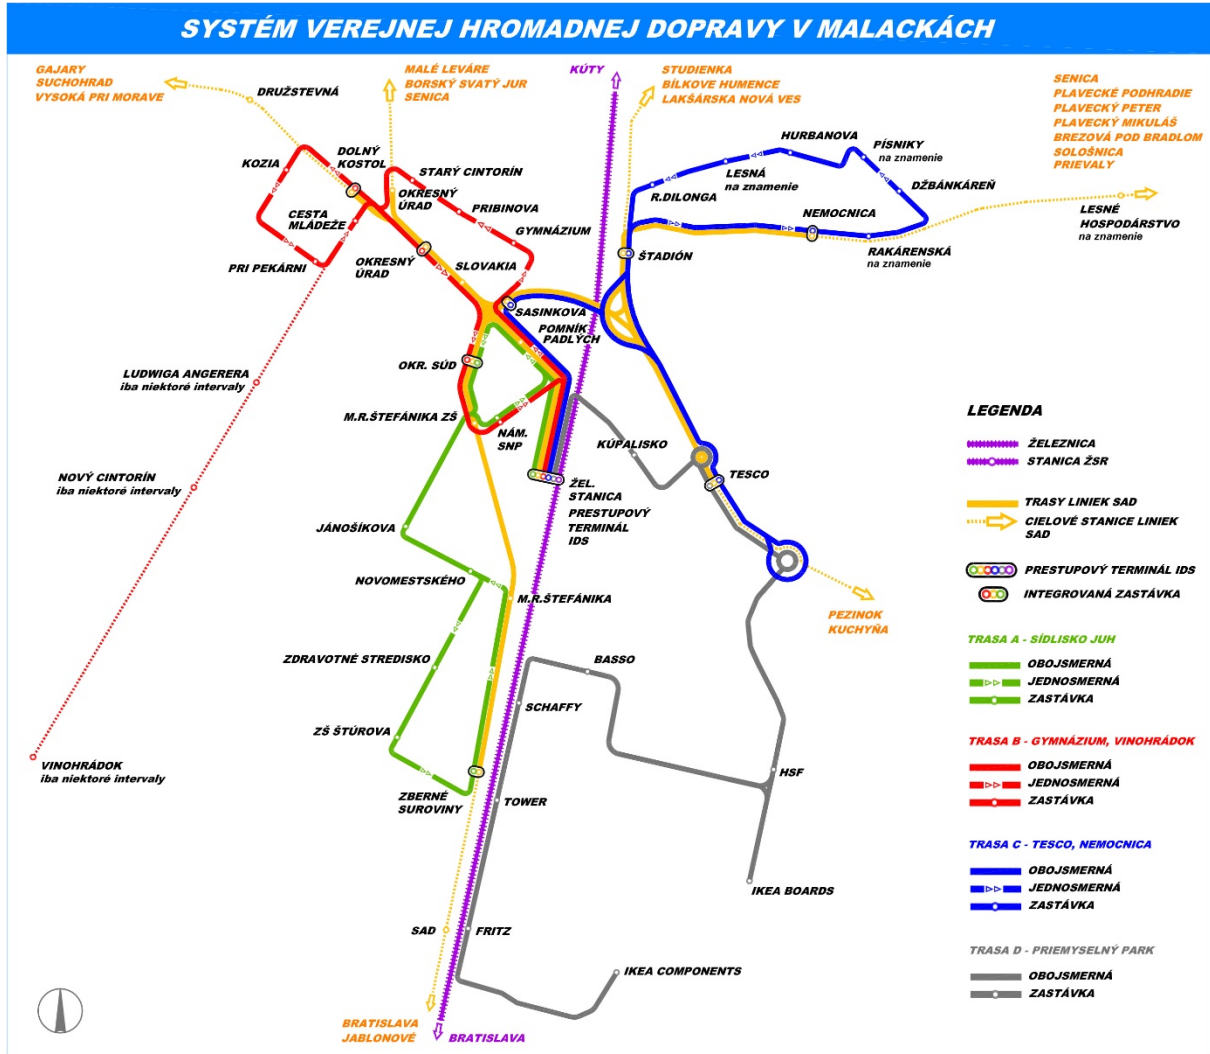 SYSTÉM VEREJNEJ HROMADNEJ DOPRAVY V MALACKÁCH
GAJARY
SUCHOHRAD
VYSOKÁ PRI MORAVE
DRUŽSTEVNÁ
MALÉ LEVÁRE
BORSKÝ SVATÝ JUR
SENICA
KÚTY
STUDIENKA
BÍLKOVE HUMENCE
LAKŠÁRSKA NOVÁ VES
SENICA
PLAVECKÉ PODHRADIE
PLAVECKÝ PETER
PLAVECKÝ MIKULÁŠ
BREZOVÁ POD BRADLOM
SOLOŠNICA
PRIEVALY
KOZIA
DOLNÝ
KOSTOL
STARÝ CINTORÍN
OKRESNÝ
ÚRAD
PRIBINOVA
GYMNÁZIUM
CESTA
MLÁDEŽE
PRI PEKÁRNI
OKRESNÝ
ÚRAD
SLOVAKIA
HURBANOVA
PÍSNIKY
na znamenie
LESNÁ
na znamenie
R.DILONGA
DŽBÁNKÁREŇ
NEMOCNICA
RAKÁRENSKÁ
na znamenie
LESNÉ
HOSPODÁRSTVO
na znamenie
ŠTADIÓN
SASINKOVA
POMNÍK
PADLÝCH
OKR. SÚD
LUDWIGA ANGERERA
iba niektoré intervaly
M.R.ŠTEFÁNIKA ZŠ
NÁM.
SNP
KÚPALISKO
TESCO
NOVÝ CINTORÍN
iba niektoré intervaly
ŽEL.
STANICA
PRESTUPOVÝ
TERMINÁL
IDS
JÁNOŠÍKOVA
NOVOMESTSKÉHO
M.R.ŠTEFÁNIKA
PEZINOK
KUCHYŇA
ZDRAVOTNÉ STREDISKO
BASSO
SCHAFFY
ZŠ ŠTÚROVA
VINOHRÁDOK
iba niektoré intervaly
ZBERNÉ
SUROVINY
TOWER
HSF
IKEA BOARDS
SAD
FRITZ
IKEA COMPONENTS
BRATISLAVA
JABLONOVÉ
BRATISLAVA
LEGENDA
ŽELEZNICA
STANICA ŽSR
TRASY LINIEK SAD
CIELOVÉ STANICE LINIEK
SAD
PRESTUPOVÝ TERMINÁL IDS
INTEGROVANÁ ZASTÁVKA
TRASA A - SÍDLISKO JUH
OBOJSMERNÁ
JEDNOSMERNÁ
ZASTÁVKA
TRASA B - GYMNÁZIUM, VINOHRÁDOK
OBOJSMERNÁ
JEDNOSMERNÁ
ZASTÁVKA
TRASA C - TESCO, NEMOCNICA
OBOJSMERNÁ
JEDNOSMERNÁ
ZASTÁVKA
TRASA D - PRIEMYSELNÝ PARK
OBOJSMERNÁ
ZASTÁVKA